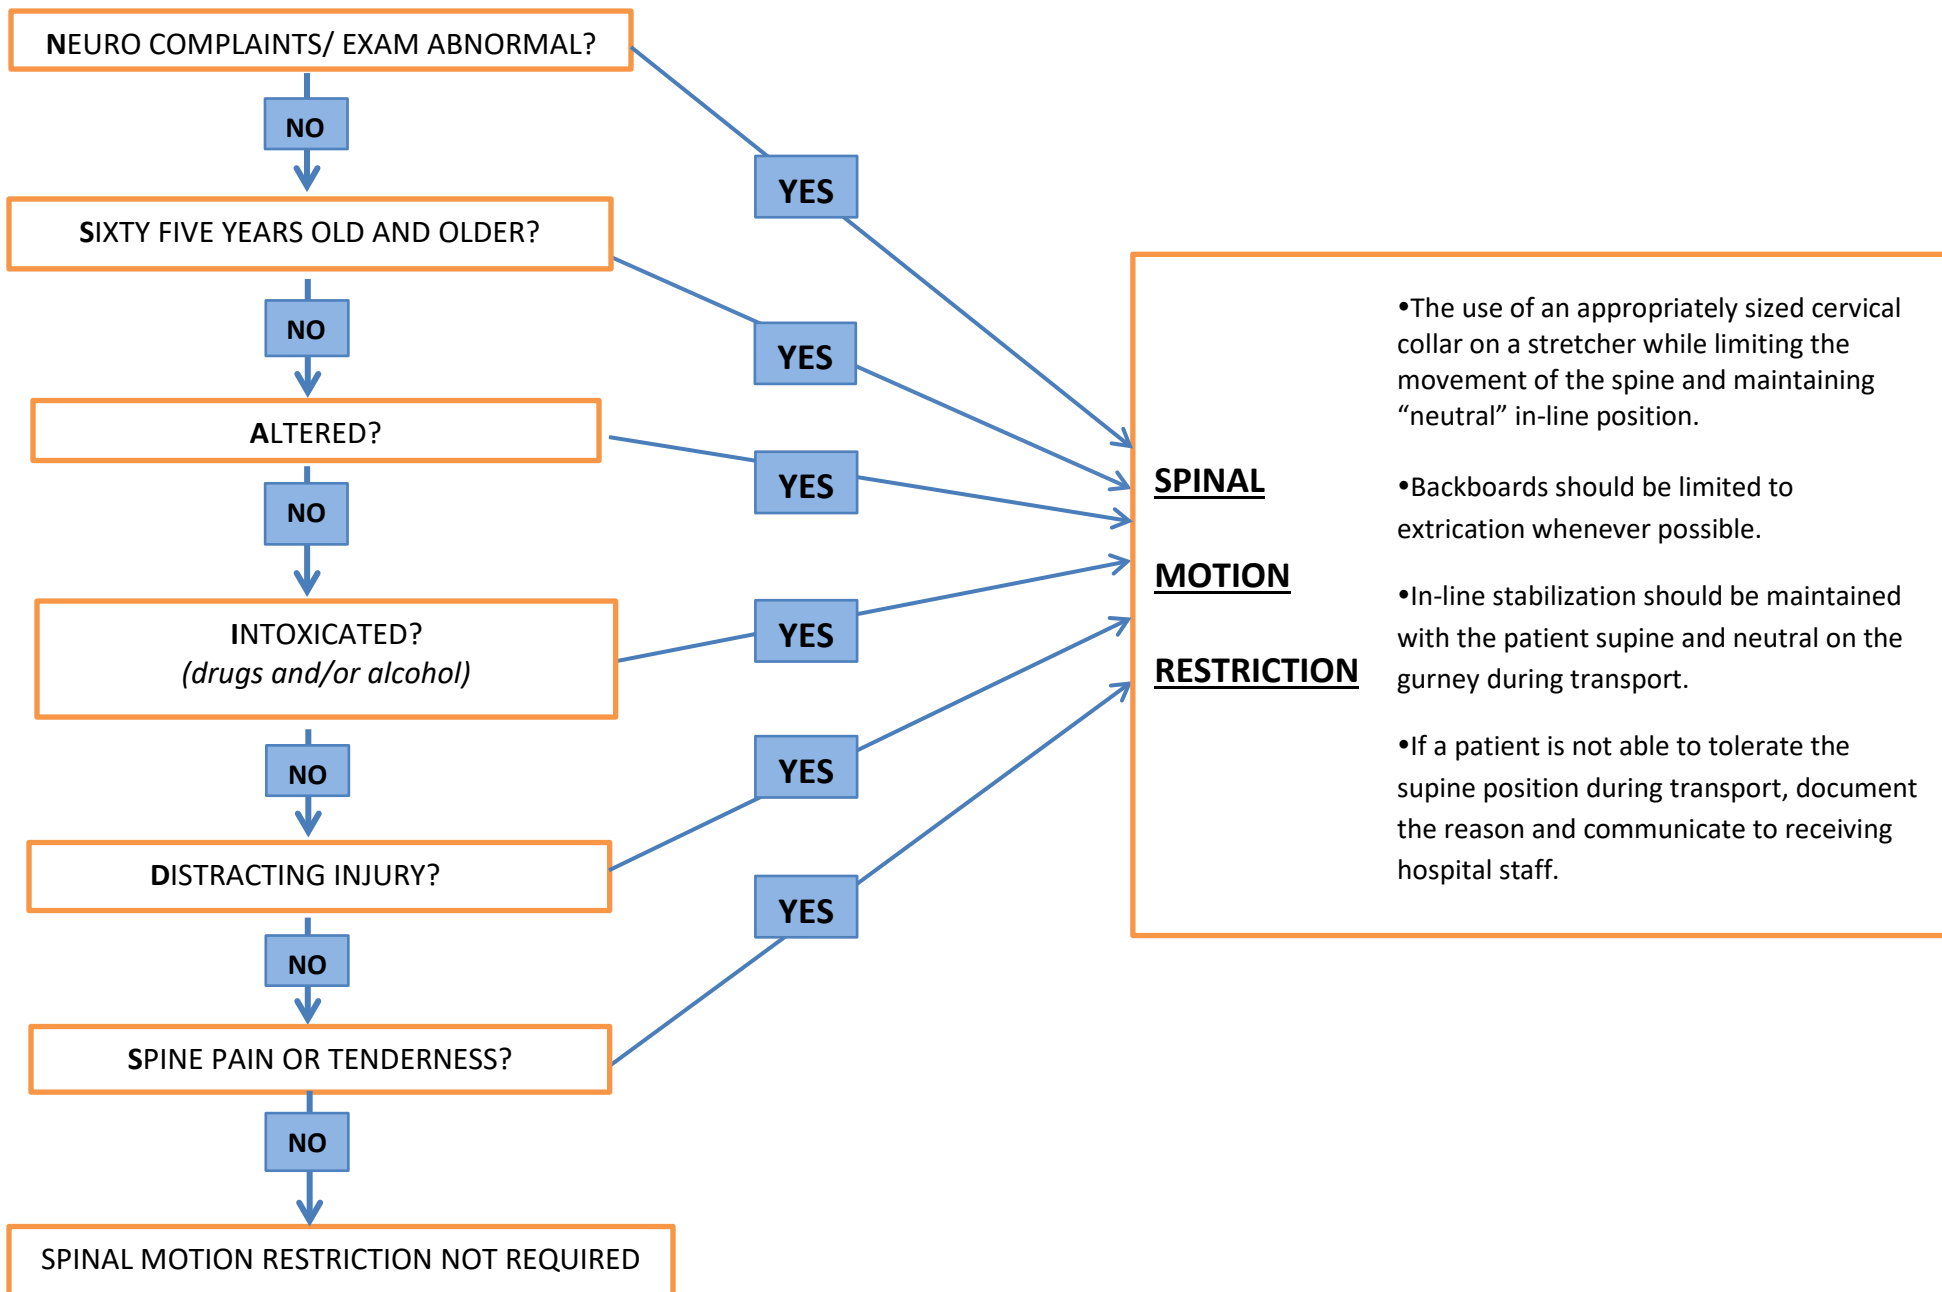 NEURO COMPLAINTS/ EXAM ABNORMAL?
NO
YES
SIXTY FIVE YEARS OLD AND OLDER?
NO
YES
ALTERED?
NO
YES
INTOXICATED?
(drugs and/or alcohol)
NO
YES
DISTRACTING INJURY?
NO
YES
SPINE PAIN OR TENDERNESS?
NO
YES
SPINAL MOTION RESTRICTION NOT REQUIRED
SPINAL
MOTION
RESTRICTION
•The use of an appropriately sized cervical
collar on a stretcher while limiting the
movement of the spine and maintaining
“neutral” in-line position.
•Backboards should be limited to
extrication whenever possible.
•In-line stabilization should be maintained
with the patient supine and neutral on the
gurney during transport.
•If a patient is not able to tolerate the
supine position during transport, document
the reason and communicate to receiving
hospital staff.